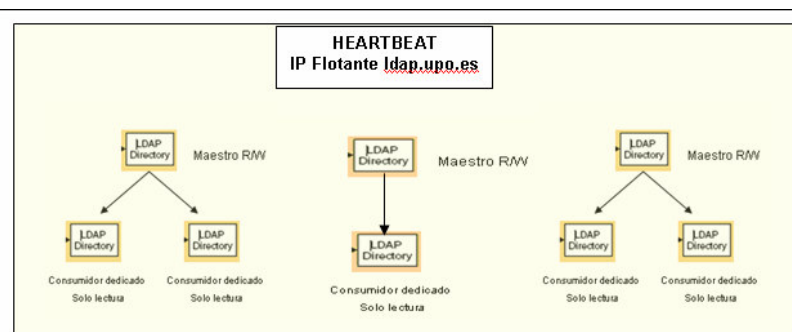 HEARTBEAT
IP Flotante ldap.upo.es
LDAP
Directory
Maestro R/W
LDAP
Directory
Maestro R/W
LDAP
Directory
Maestro R/W
LDAP
Directory
LDAP
Directory
LDAP
Directory
LDAP
Directory
LDAP
Directory
Consumidor dedicado
Solo lectura
Consumidor dedicado
Solo lectura
Consumidor dedicado
Solo lectura
Consumidor dedicado
Solo lectura
Consumidor dedicado
Solo lectura